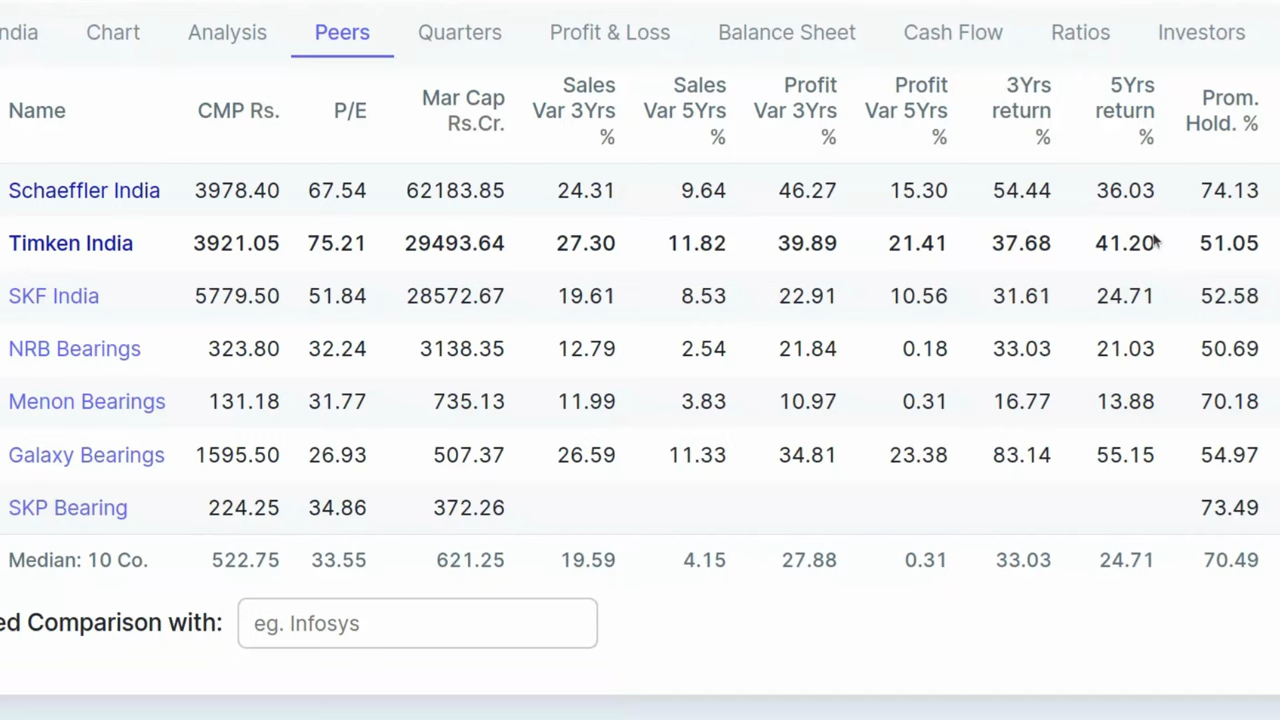 ndia Chart Analysis Peers Quarters Profit & Loss Balance Sheet Cash Flow Ratios Investors
Name CMP Rs. P/E Mar Cap Rs.Cr. Sales Var 3Yrs % Sales Var 5Yrs % Profit Var 3Yrs % Profit Var 5Yrs % 3Yrs return % 5Yrs return % Prom. Hold. %
Schaeffler India 3978.40 67.54 62183.85 24.31 9.64 46.27 15.30 54.44 36.03 74.13
Timken India 3921.05 75.21 29493.64 27.30 11.82 39.89 21.41 37.68 41.20 51.05
SKF India 5779.50 51.84 28572.67 19.61 8.53 22.91 10.56 31.61 24.71 52.58
NRB Bearings 323.80 32.24 3138.35 12.79 2.54 21.84 0.18 33.03 21.03 50.69
Menon Bearings 131.18 31.77 735.13 11.99 3.83 10.97 0.31 16.77 13.88 70.18
Galaxy Bearings 1595.50 26.93 507.37 26.59 11.33 34.81 23.38 83.14 55.15 54.97
SKP Bearing 224.25 34.86 372.26 73.49
Median: 10 Co. 522.75 33.55 621.25 19.59 4.15 27.88 0.31 33.03 24.71 70.49
ed Comparison with: eg. Infosys